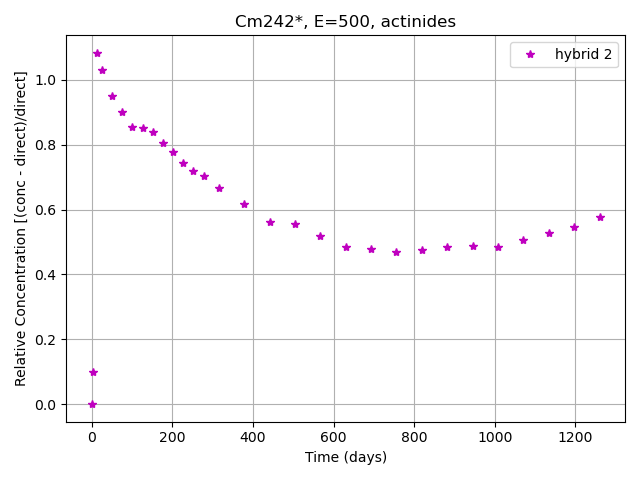 Cm242*, E=500, actinides
hybrid 2
Relative Concentration [(conc - direct)/direct]
1.0
0.8
0.6
0.4
0.2
0.0
0 200 400 600 800 1000 1200
Time (days)